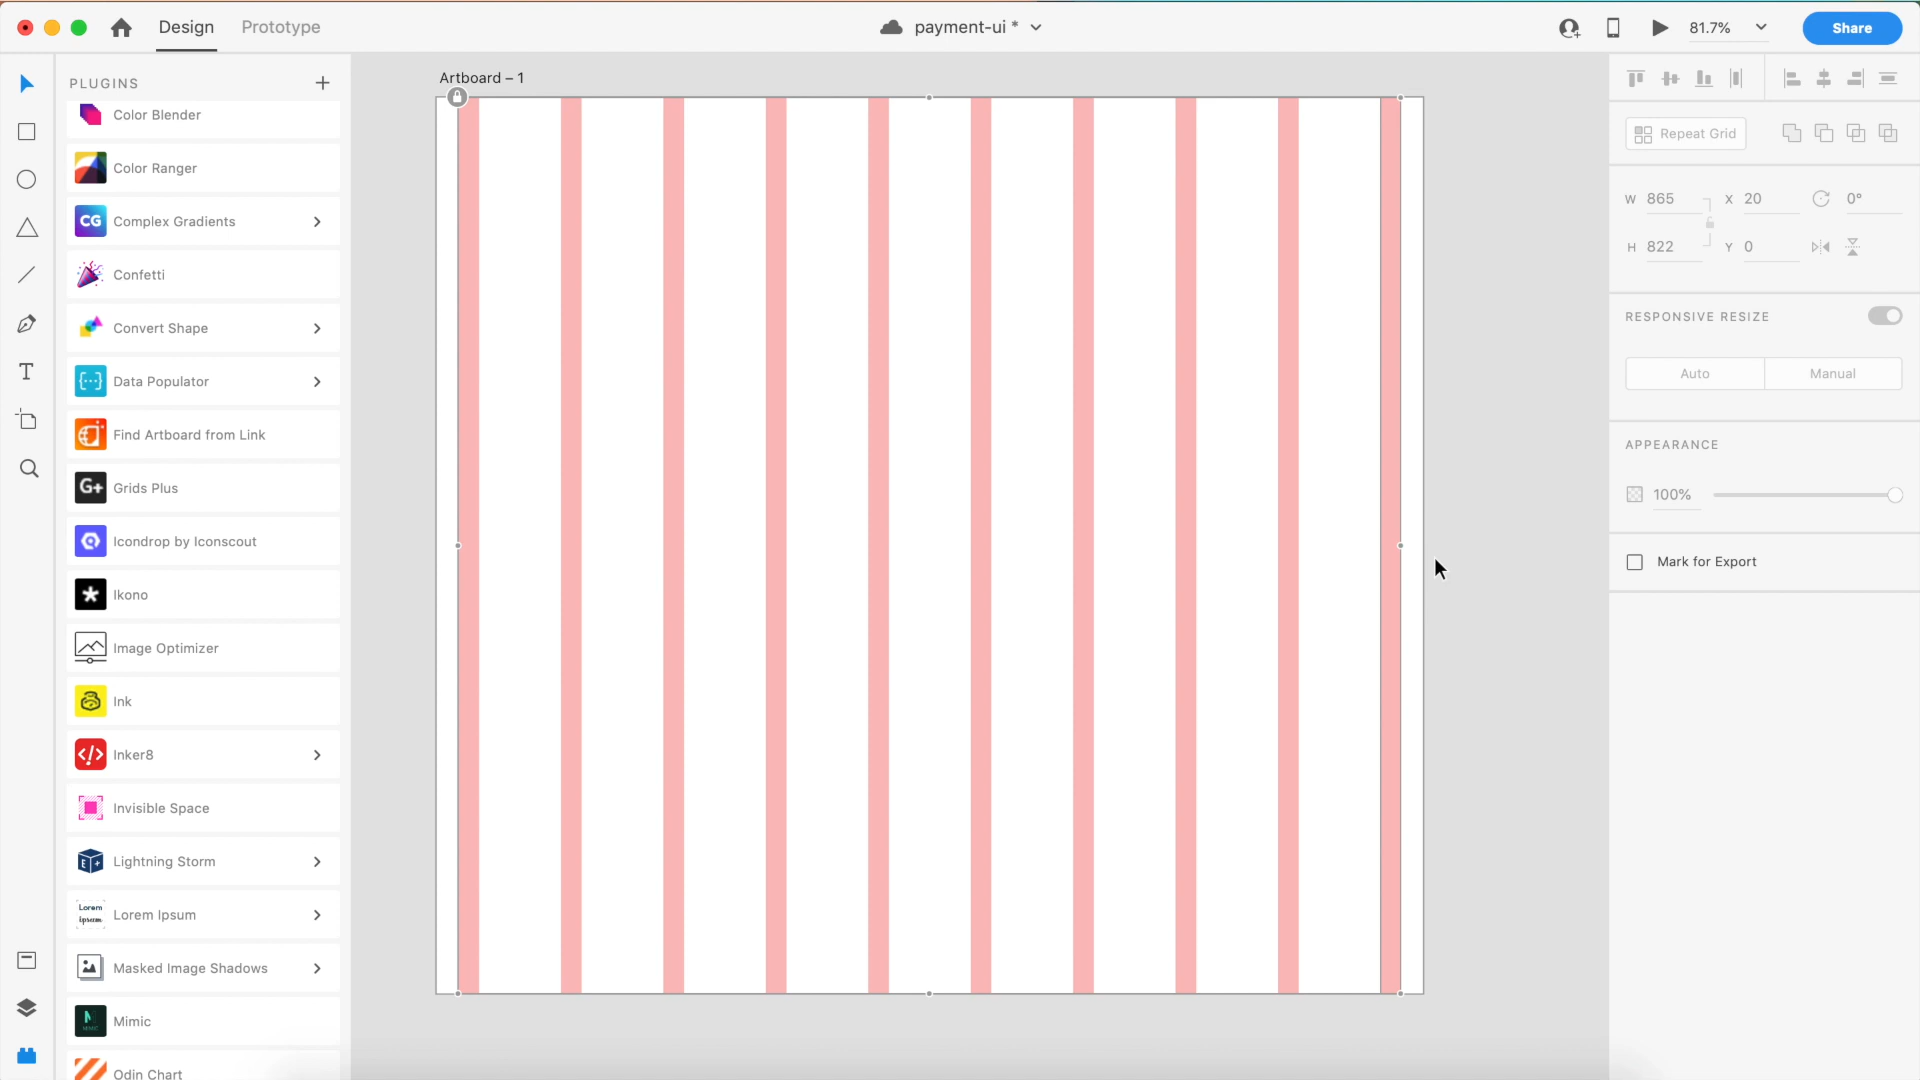 Design
Prototype
payment-ui *
81.7%
Share
PLUGINS
Color Blender
Color Ranger
CG
Complex Gradients
Confetti
Convert Shape
Data Populator
Find Artboard from Link
G+
Grids Plus
Icondrop by Iconscout
Ikono
Image Optimizer
Ink
Inker8
Invisible Space
Lightning Storm
Lorem
ipsum
Lorem Ipsum
Masked Image Shadows
Mimic
Odin Chart
Artboard – 1
Repeat Grid
W 865
X 20
0°
H 822
Y 0
RESPONSIVE RESIZE
Auto
Manual
APPEARANCE
100%
Mark for Export